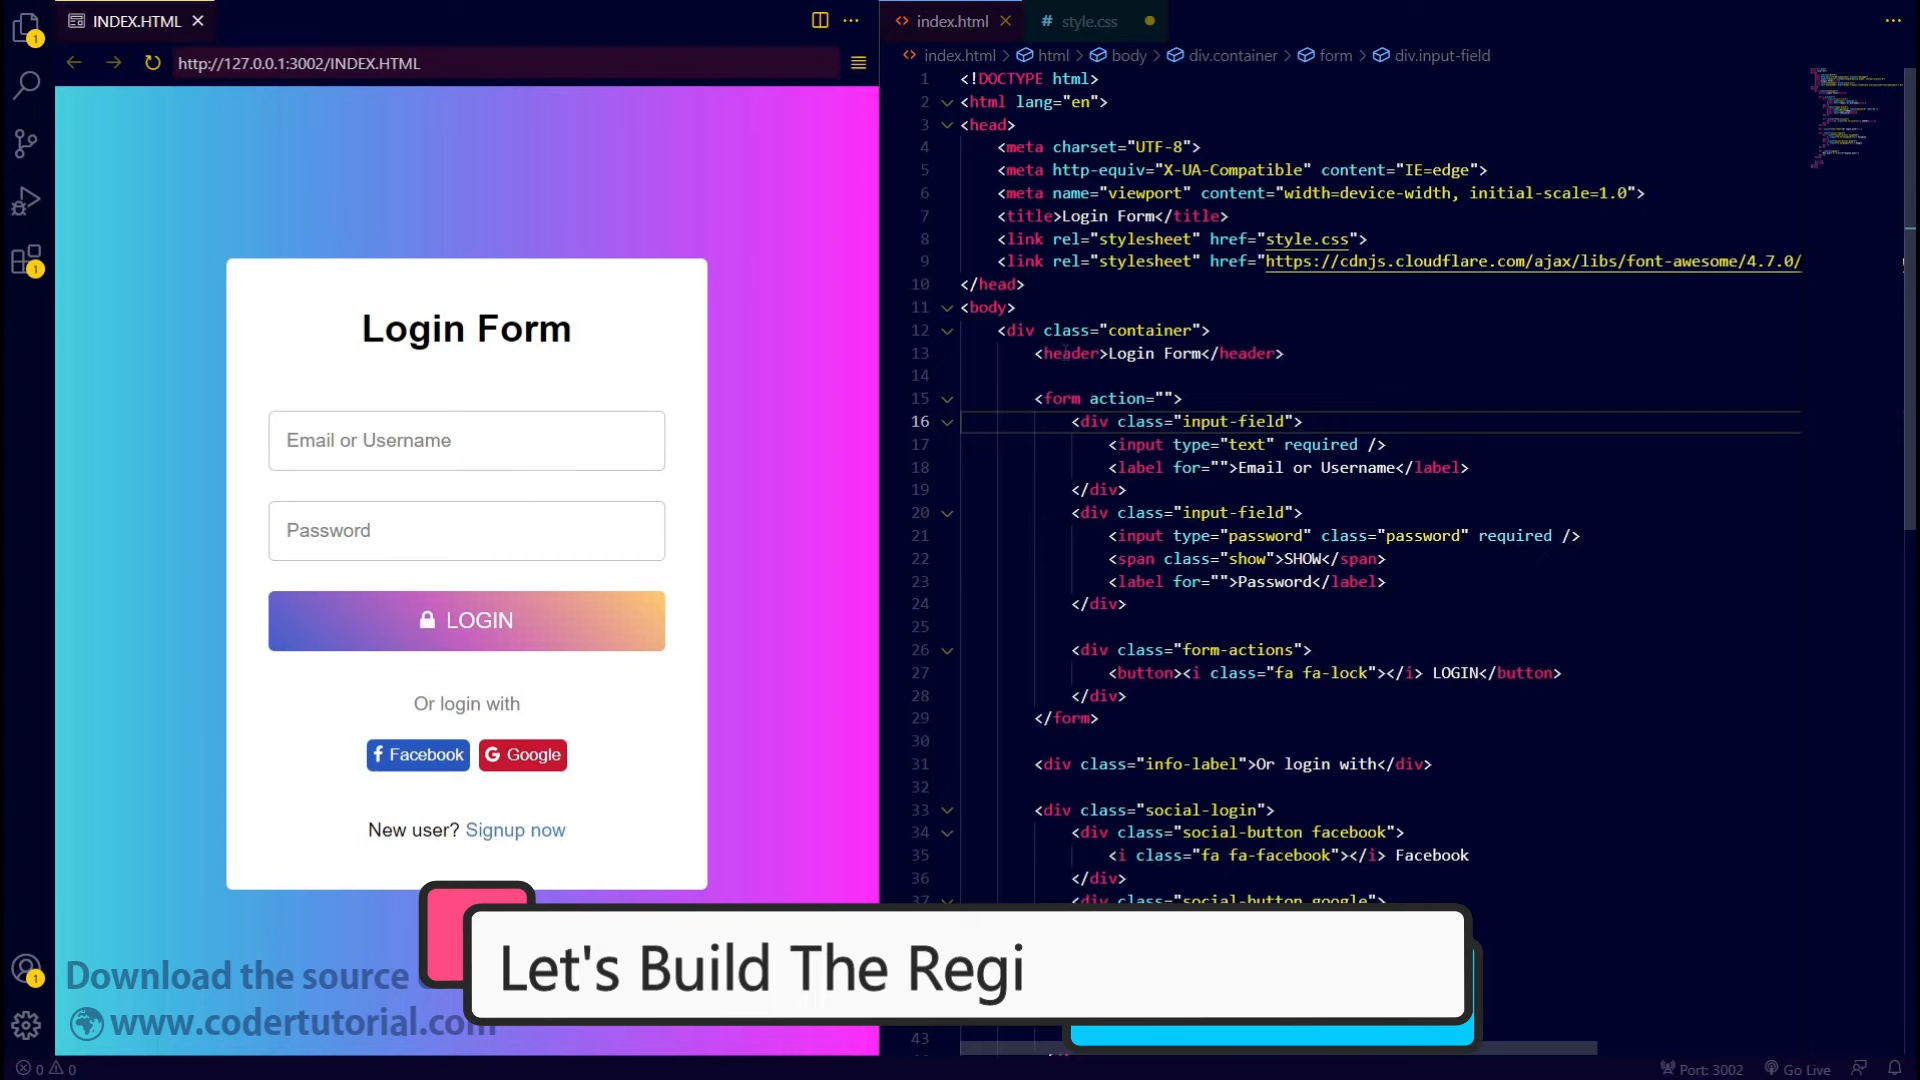 INDEX.HTML
http://127.0.0.1:3002/INDEX.HTML
Login Form
Email or Username
Password
LOGIN
Or login with
Facebook Google
New user? Signup now
Download the source
www.codertutorial.com
Let's Build The Regi
index.html
# style.css
index.html > html > body > div.container > form > div.input-field
1 <!DOCTYPE html>
2 <html lang="en">
3 <head>
4 <meta charset="UTF-8">
5 <meta http-equiv="X-UA-Compatible" content="IE=edge">
6 <meta name="viewport" content="width=device-width, initial-scale=1.0">
7 <title>Login Form</title>
8 <link rel="stylesheet" href="style.css">
9 <link rel="stylesheet" href="https://cdnjs.cloudflare.com/ajax/libs/font-awesome/4.7.0/
10 </head>
11 <body>
12 <div class="container">
13 <header>Login Form</header>
14
15 <form action="">
16 <div class="input-field">
17 <input type="text" required />
18 <label for="">Email or Username</label>
19 </div>
20 <div class="input-field">
21 <input type="password" class="password" required />
22 <span class="show">SHOW</span>
23 <label for="">Password</label>
24 </div>
25
26 <div class="form-actions">
27 <button><i class="fa fa-lock"></i> LOGIN</button>
28 </div>
29 </form>
30
31 <div class="info-label">Or login with</div>
32
33 <div class="social-login">
34 <div class="social-button facebook">
35 <i class="fa fa-facebook"></i> Facebook
36 </div>
37 <div class="social-button google">
43
0 0
Port: 3002 Go Live